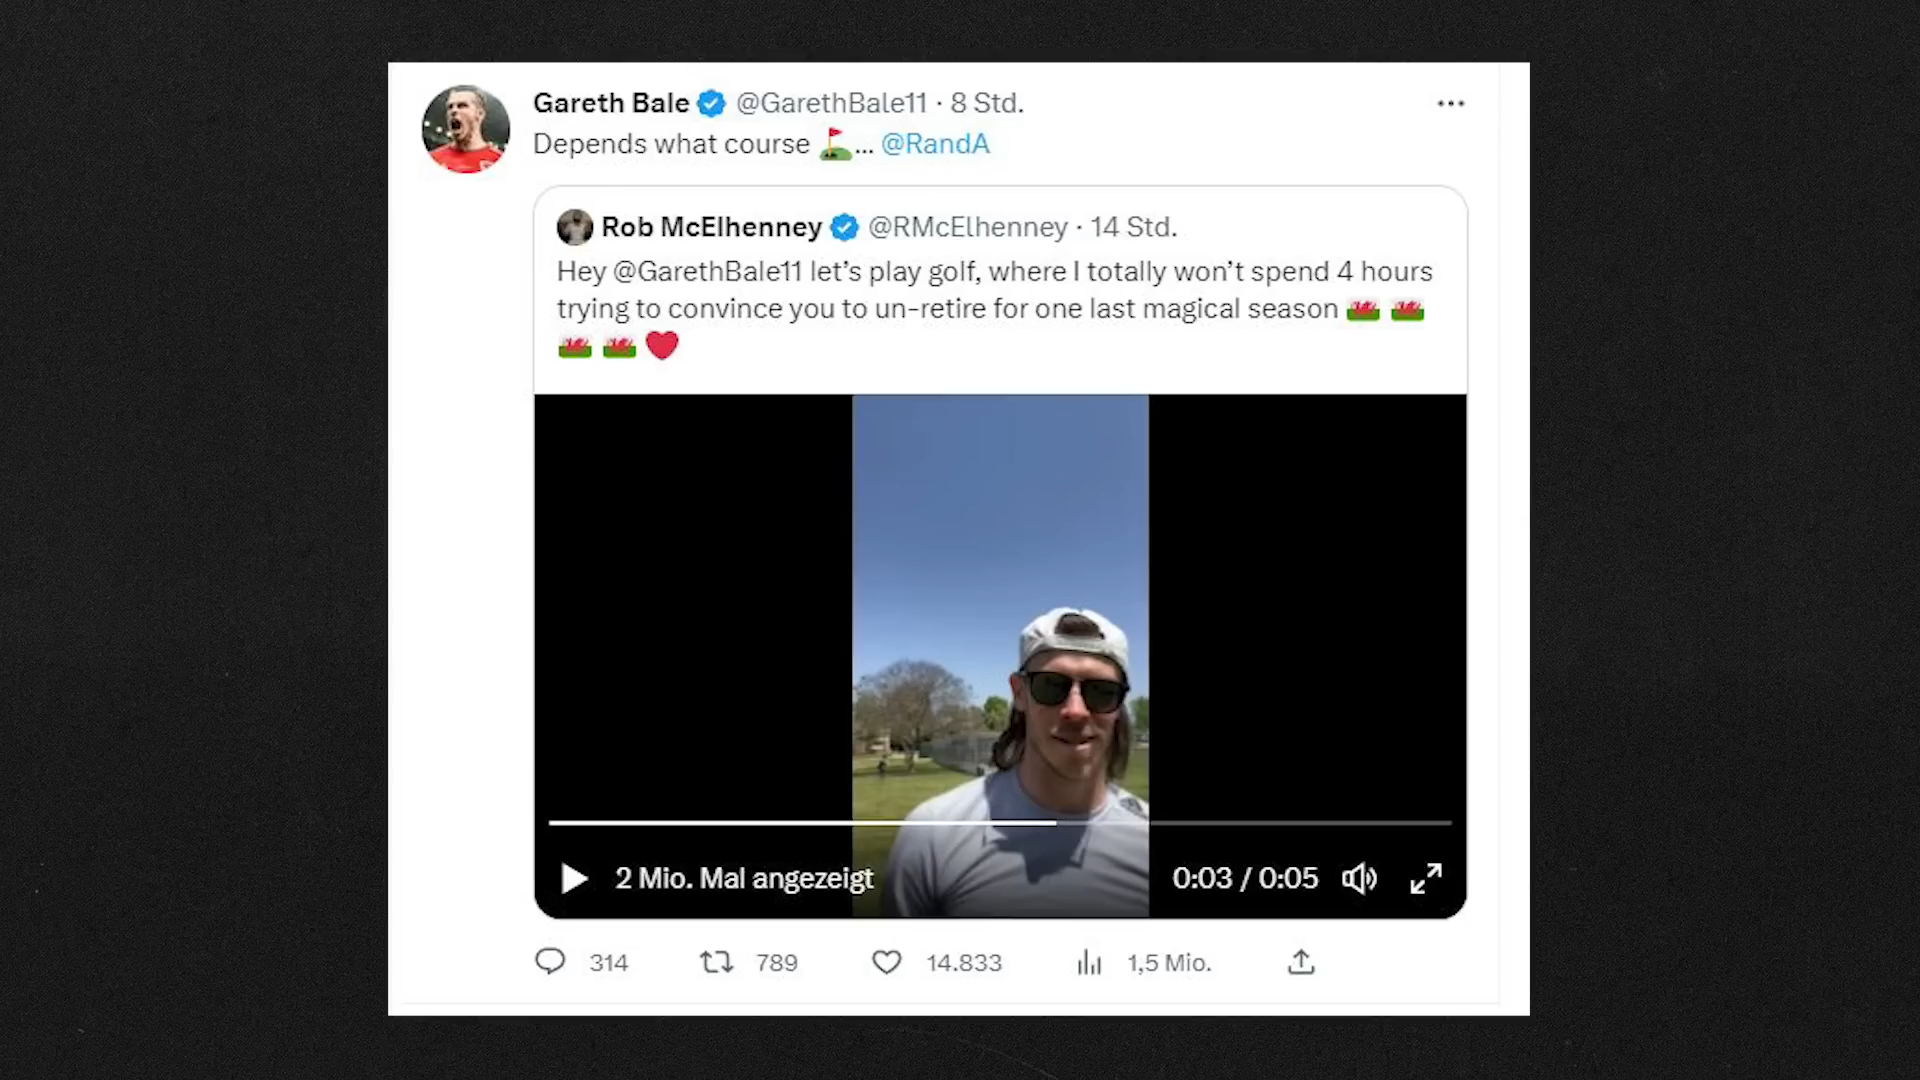 Gareth Bale @GarethBale11 · 8 Std.
Depends what course ⛳... @RandA
Rob McElhenney @RMcElhenney · 14 Std.
Hey @GarethBale11 let’s play golf, where I totally won’t spend 4 hours
trying to convince you to un-retire for one last magical season 🏴󠁧󠁢󠁷󠁬󠁳󠁿 🏴󠁧󠁢󠁷󠁬󠁳󠁿
🏴󠁧󠁢󠁷󠁬󠁳󠁿 🏴󠁧󠁢󠁷󠁬󠁳󠁿 ❤️
2 Mio. Mal angezeigt 0:03 / 0:05
314 789 14.833 1,5 Mio.